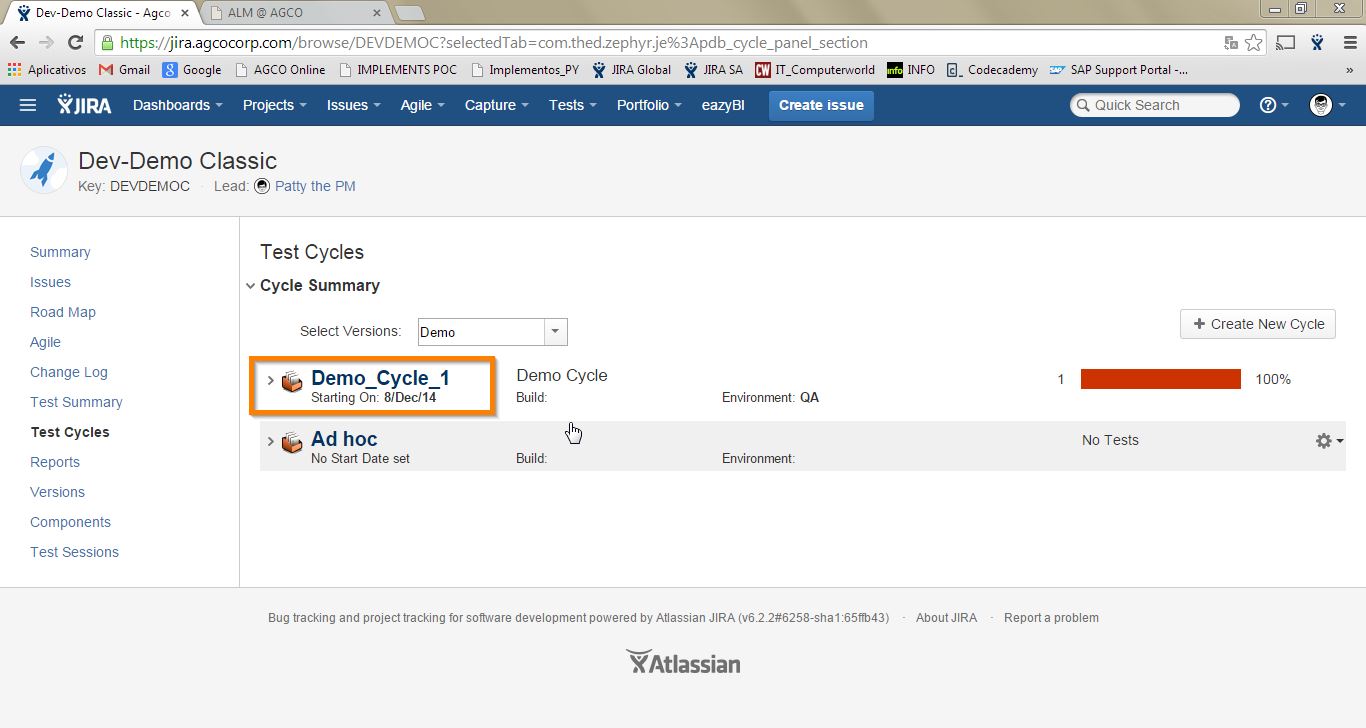 Dev-Demo Classic - Agco
ALM @ AGCO
https://jira.agcocorp.com/browse/DEVDEMOC?selectedTab=com.thed.zephyr.je%3Apdb_cycle_panel_section
Aplicativos Gmail Google AGCO Online IMPLEMENTS POC Implementos_PY JIRA Global JIRA SA CW IT_Computerworld info INFO c_ Codecademy SAP Support Portal -... »
JIRA Dashboards Projects Issues Agile Capture Tests Portfolio eazyBI Create issue Quick Search
Dev-Demo Classic
Key: DEVDEMOC · Lead: Patty the PM
Summary
Issues
Road Map
Agile
Change Log
Test Summary
Test Cycles
Reports
Versions
Components
Test Sessions
Test Cycles
Cycle Summary
Select Versions: Demo
Create New Cycle
Demo_Cycle_1 Demo Cycle 1 100%
Starting On: 8/Dec/14 Build: Environment: QA
Ad hoc No Tests
No Start Date set Build: Environment:
Bug tracking and project tracking for software development powered by Atlassian JIRA (v6.2.2#6258-sha1:65ffb43) · About JIRA · Report a problem
Atlassian